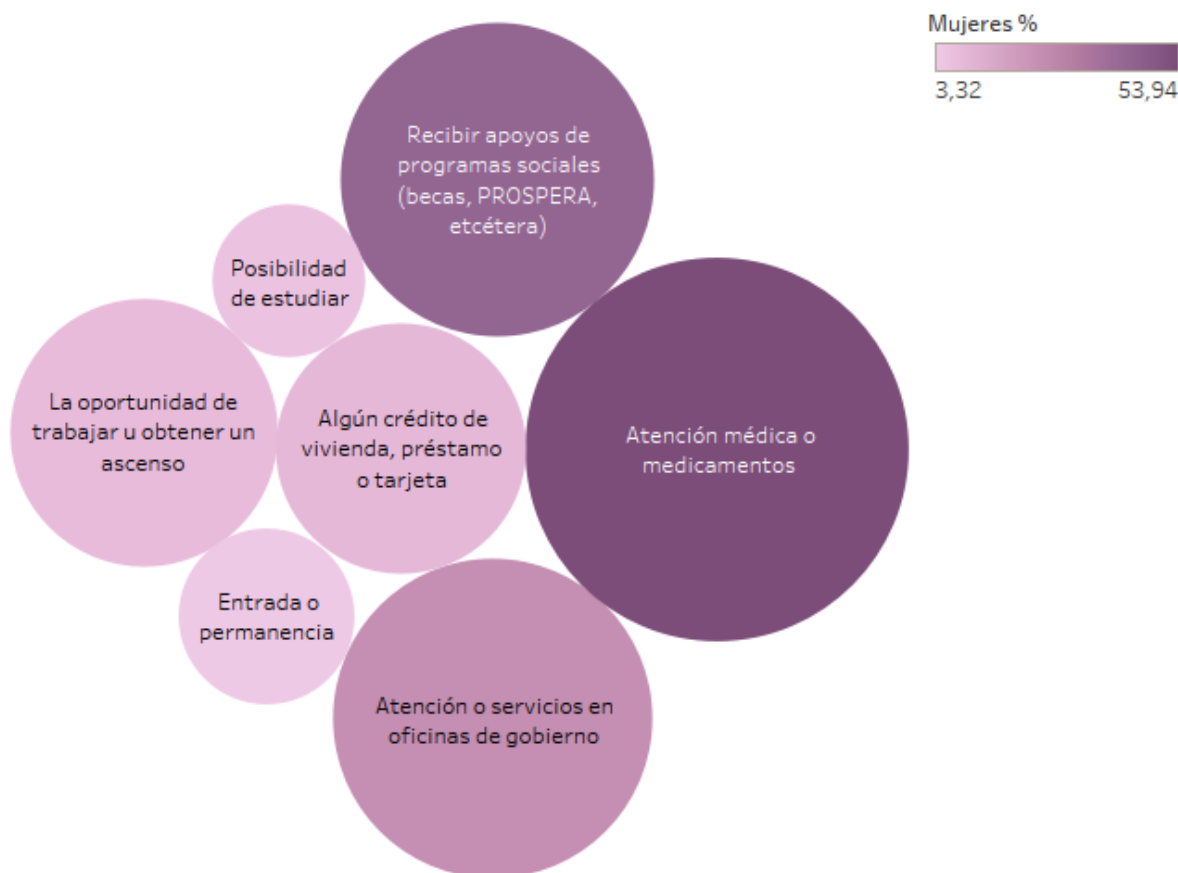 Mujeres %
3,32 53,94
Recibir apoyos de
programas sociales
(becas, PROSPERA,
etcétera)
Posibilidad
de estudiar
La oportunidad de
trabajar u obtener un
ascenso
Algún crédito de
vivienda, préstamo
o tarjeta
Atención médica o
medicamentos
Entrada o
permanencia
Atención o servicios en
oficinas de gobierno